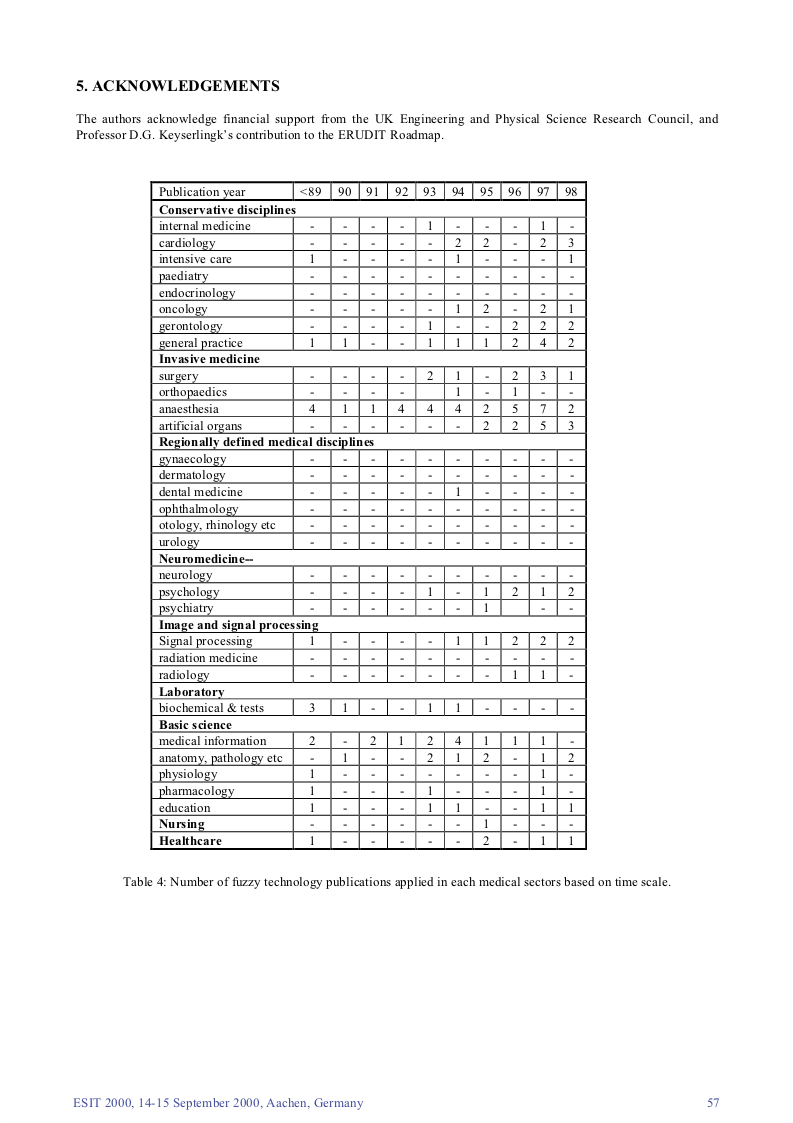 5. ACKNOWLEDGEMENTS
The authors acknowledge financial support from the UK Engineering and Physical Science Research Council, and
Professor D.G. Keyserlingk’s contribution to the ERUDIT Roadmap.
Publication year <89 90 91 92 93 94 95 96 97 98
Conservative disciplines
internal medicine - - - - 1 - - - 1 -
cardiology - - - - - 2 2 - 2 3
intensive care 1 - - - - 1 - - - 1
paediatry - - - - - - - - - -
endocrinology - - - - - - - - - -
oncology - - - - - 1 2 - 2 1
gerontology - - - - 1 - - 2 2 2
general practice 1 1 - - 1 1 1 2 4 2
Invasive medicine
surgery - - - - 2 1 - 2 3 1
orthopaedics - - - - 1 - 1 - -
anaesthesia 4 1 1 4 4 4 2 5 7 2
artificial organs - - - - - - 2 2 5 3
Regionally defined medical disciplines
gynaecology - - - - - - - - - -
dermatology - - - - - - - - - -
dental medicine - - - - - 1 - - - -
ophthalmology - - - - - - - - - -
otology, rhinology etc - - - - - - - - - -
urology - - - - - - - - - -
Neuromedicine--
neurology - - - - - - - - - -
psychology - - - - 1 - 1 2 1 2
psychiatry - - - - - - 1 - -
Image and signal processing
Signal processing 1 - - - - 1 1 2 2 2
radiation medicine - - - - - - - - - -
radiology - - - - - - - 1 1 -
Laboratory
biochemical & tests 3 1 - - 1 1 - - - -
Basic science
medical information 2 - 2 1 2 4 1 1 1 -
anatomy, pathology etc - 1 - - 2 1 2 - 1 2
physiology 1 - - - - - - - 1 -
pharmacology 1 - - - 1 - - - 1 -
education 1 - - - 1 1 - - 1 1
Nursing - - - - - - 1 - - -
Healthcare 1 - - - - - 2 - 1 1
Table 4: Number of fuzzy technology publications applied in each medical sectors based on time scale.
ESIT 2000, 14-15 September 2000, Aachen, Germany 57